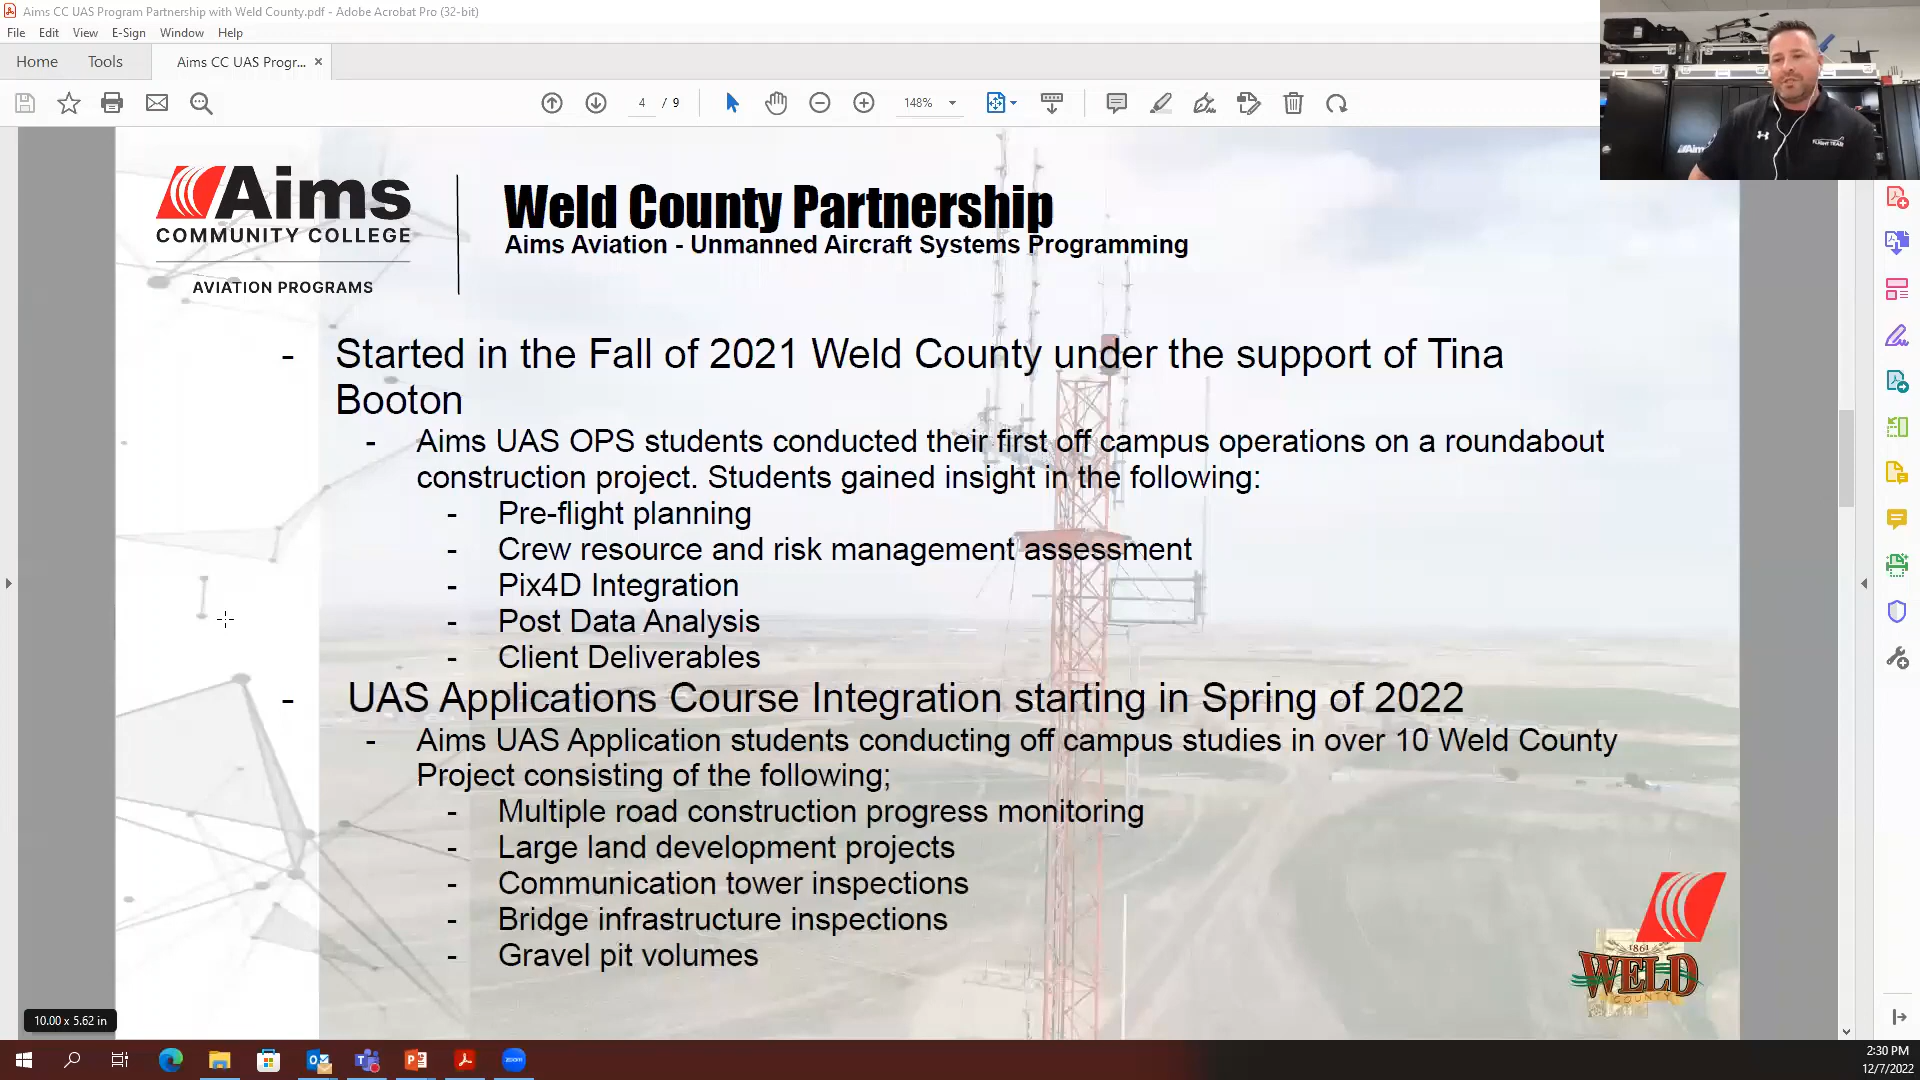 Aims CC UAS Program Partnership with Weld County.pdf - Adobe Acrobat Pro (32-bit)
File Edit View E-Sign Window Help
Home Tools Aims CC UAS Progr... ×
4 / 9 148%
Aims
COMMUNITY COLLEGE
AVIATION PROGRAMS
Weld County Partnership
Aims Aviation - Unmanned Aircraft Systems Programming
- Started in the Fall of 2021 Weld County under the support of Tina
Booton
- Aims UAS OPS students conducted their first off campus operations on a roundabout
construction project. Students gained insight in the following:
- Pre-flight planning
- Crew resource and risk management assessment
- Pix4D Integration
- Post Data Analysis
- Client Deliverables
- UAS Applications Course Integration starting in Spring of 2022
- Aims UAS Application students conducting off campus studies in over 10 Weld County
Project consisting of the following;
- Multiple road construction progress monitoring
- Large land development projects
- Communication tower inspections
- Bridge infrastructure inspections
- Gravel pit volumes
1861
WELD
COUNTY
10.00 x 5.62 in
zoom
2:30 PM
12/7/2022
Aims
FLIGHT TEAM